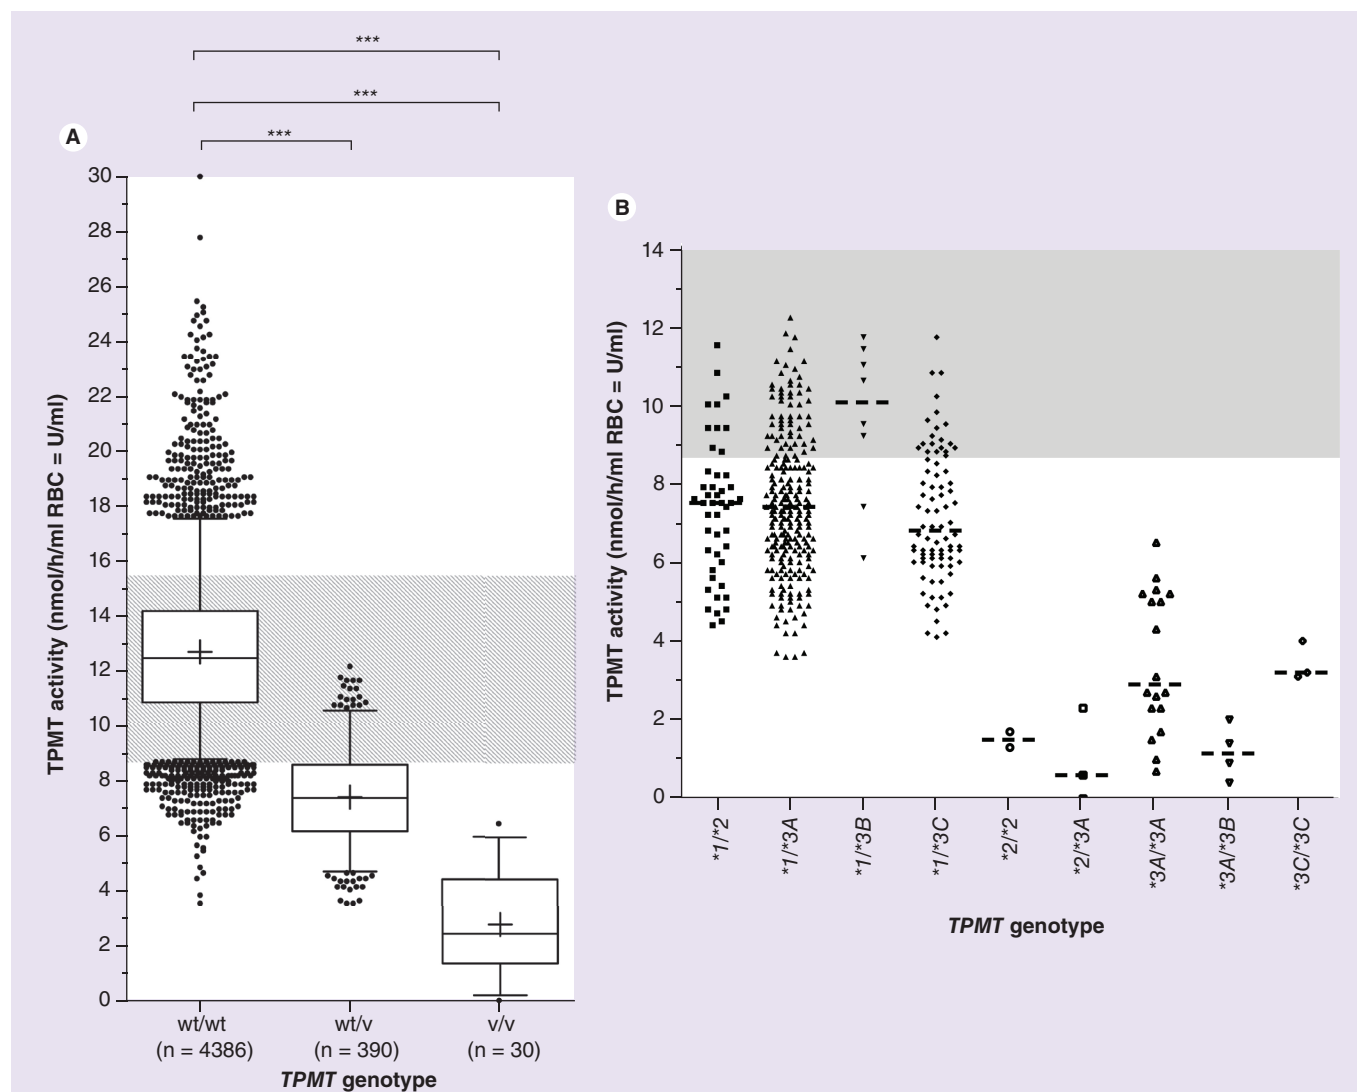 ***
***
***
A
30
28
26
24
22
20
18
16
14
12
10
8
6
4
2
0
TPMT activity (nmol/h/ml RBC = U/ml)
wt/wt
(n = 4386)
wt/v
(n = 390)
v/v
(n = 30)
TPMT genotype
B
14
12
10
8
6
4
2
0
TPMT activity (nmol/h/ml RBC = U/ml)
*1/*2
*1/*3A
*1/*3B
*1/*3C
*2/*2
*2/*3A
*3A/*3A
*3A/*3B
*3C/*3C
TPMT genotype